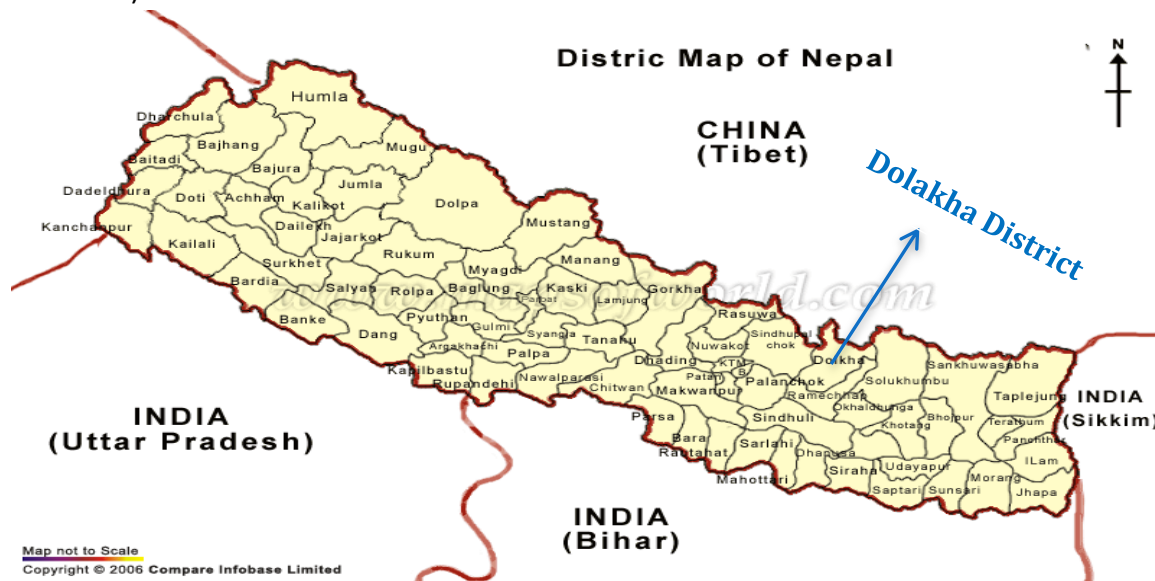 Distric Map of Nepal
N
CHINA
(Tibet)
Dolakha District
Humla
Dharchula
Bajhang
Mugu
Baitadi
Bajura
Jumla
Dadeldhura
Doti
Achham
Kalikot
Dolpa
Mustang
Kanchanpur
Dailekh
Jajarkot
Kailali
Rukum
Manang
Surkhet
Myagdi
Bardia
Salyan
Rolpa
Baglung
Kaski
Gorkha
Parbat
Lamjung
Rasuwa
Banke
Dang
Pyuthan
Gulmi
Syangja
Tanahu
Nuwakot
Sindhupal
chok
Argakhachi
Palpa
Dhading
KTM
B
Dolkha
Sankhuwasabha
Kapilbastu
Rupandehi
Nawalparasi
Chitwan
Patan
Makwanpur
Palanchok
Solukhumbu
Ramechhap
Taplejung
INDIA
(Sikkim)
Parsa
Sindhuli
Okhaldhunga
Bhojpur
Khotang
Terathum
Panchthar
Bara
Rautahat
Sarlahi
Dhanusa
Mahottari
Siraha
Udayapur
ILam
Morang
Saptari
Sunsari
Jhapa
INDIA
(Uttar Pradesh)
INDIA
(Bihar)
Map not to Scale
Copyright © 2006 Compare Infobase Limited